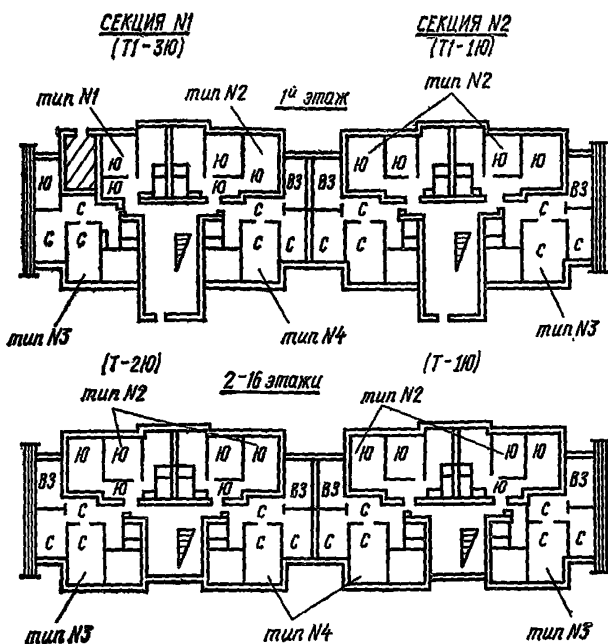 СЕКЦИЯ N1 СЕКЦИЯ N2
(Т1-3Ю) (Т1-1Ю)
тип N1 тип N2 1й этаж тип N2
Ю Ю Ю Ю Ю Ю Ю
Ю Ю Ю ВЗ ВЗ ВЗ
С С С С
С С С С С С С С
тип N3 тип N4 тип N3
(Т-2Ю) (Т-1Ю)
тип N2 2-16 этажи тип N2
Ю Ю Ю Ю Ю Ю Ю Ю
ВЗ Ю Ю ВЗ ВЗ Ю ВЗ
С С С С
С С С С С С С С
тип N3 тип N4 тип N3